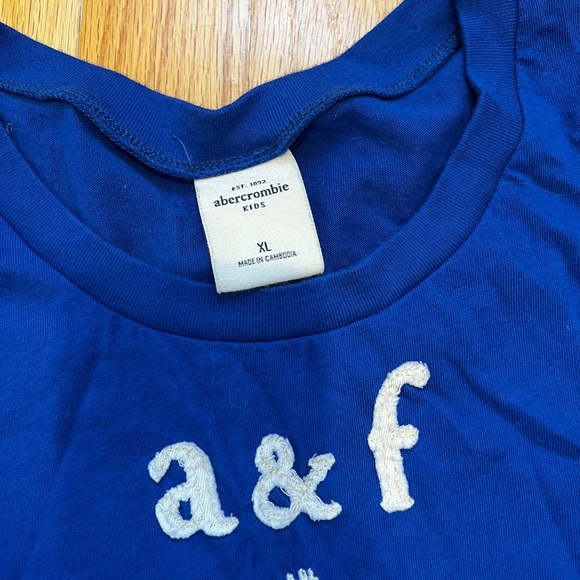 EST. 1892
abercrombie
KIDS
XL
MADE IN CAMBODIA
a & f